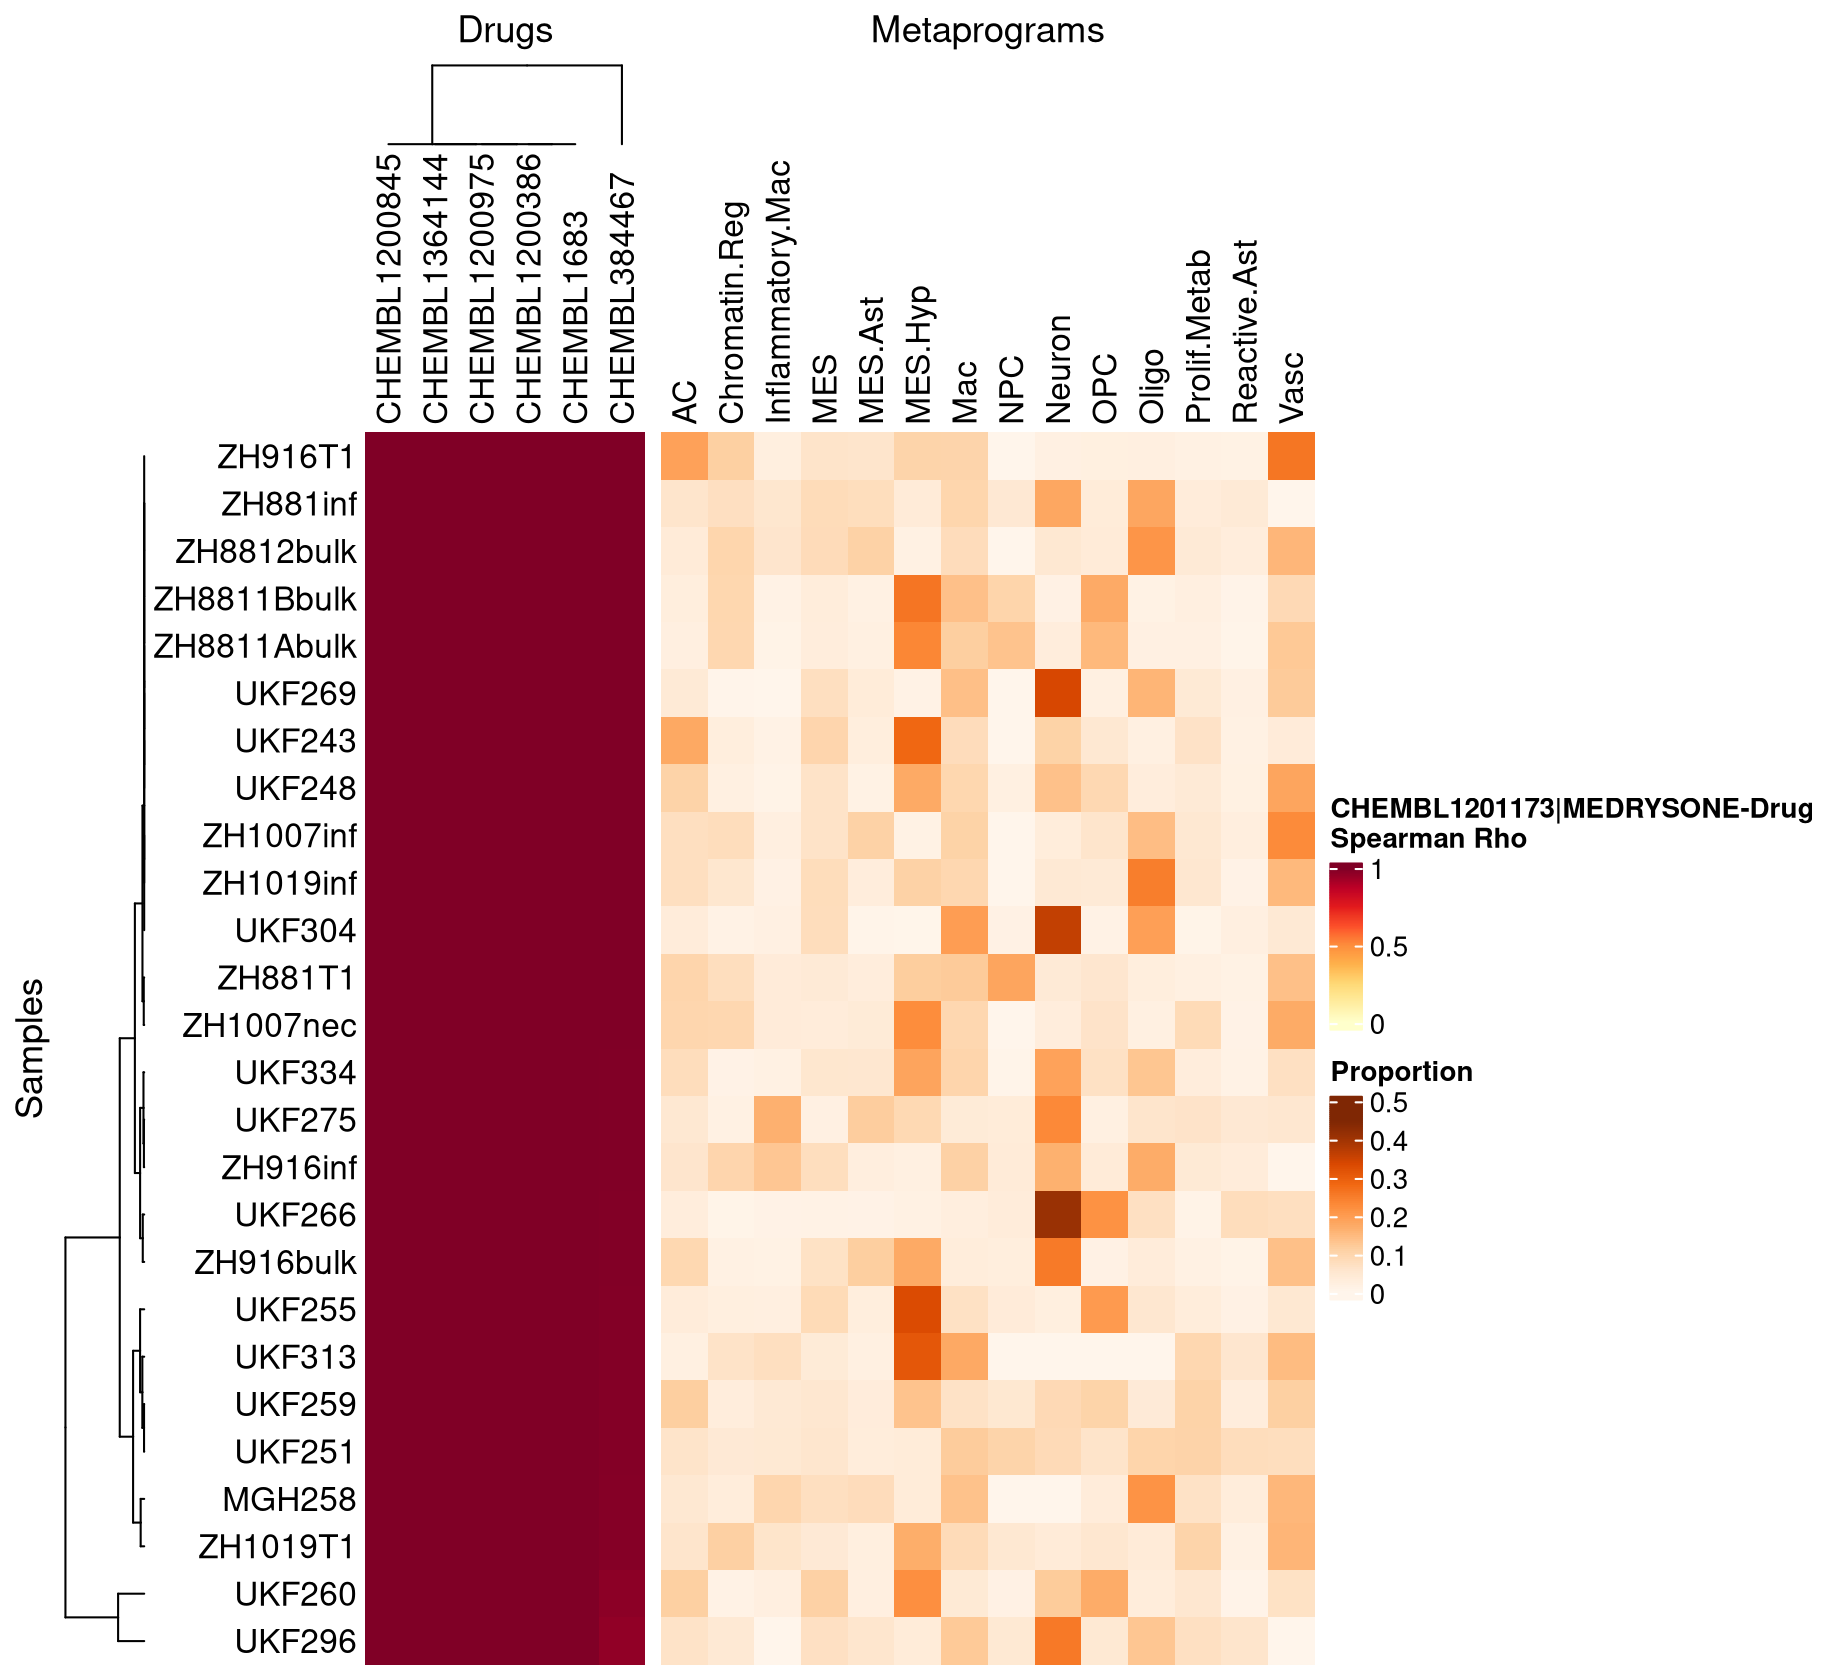 Drugs
Metaprograms
CHEMBL1200845
CHEMBL1364144
CHEMBL1200975
CHEMBL1200386
CHEMBL1683
CHEMBL384467
AC
Chromatin.Reg
Inflammatory.Mac
MES
MES.Ast
MES.Hyp
Mac
NPC
Neuron
OPC
Oligo
Prolif.Metab
Reactive.Ast
Vasc
Samples
ZH916T1
ZH881inf
ZH8812bulk
ZH8811Bbulk
ZH8811Abulk
UKF269
UKF243
UKF248
ZH1007inf
ZH1019inf
UKF304
ZH881T1
ZH1007nec
UKF334
UKF275
ZH916inf
UKF266
ZH916bulk
UKF255
UKF313
UKF259
UKF251
MGH258
ZH1019T1
UKF260
UKF296
CHEMBL1201173|MEDRYSONE-Drug
Spearman Rho
1
0.5
0
Proportion
0.5
0.4
0.3
0.2
0.1
0